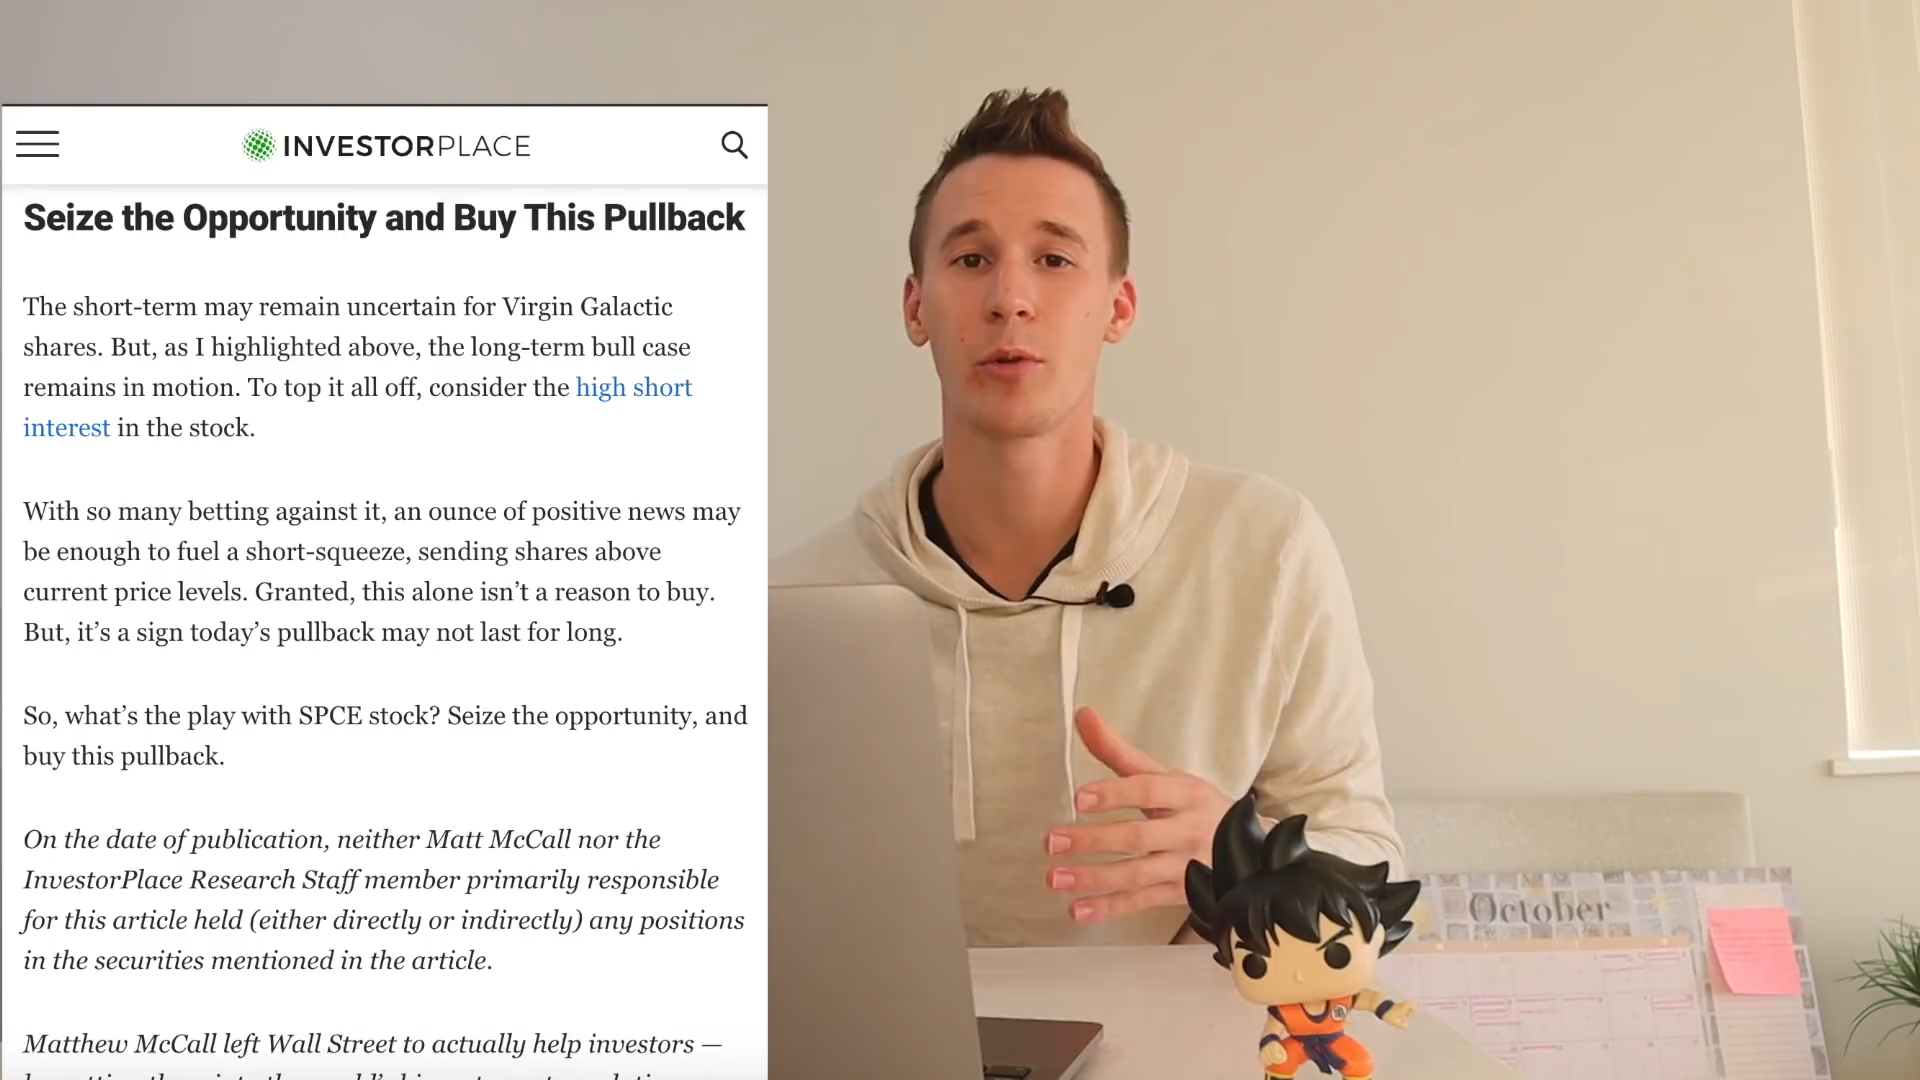 INVESTORPLACE
Seize the Opportunity and Buy This Pullback
The short-term may remain uncertain for Virgin Galactic
shares. But, as I highlighted above, the long-term bull case
remains in motion. To top it all off, consider the high short
interest in the stock.
With so many betting against it, an ounce of positive news may
be enough to fuel a short-squeeze, sending shares above
current price levels. Granted, this alone isn’t a reason to buy.
But, it’s a sign today’s pullback may not last for long.
So, what’s the play with SPCE stock? Seize the opportunity, and
buy this pullback.
On the date of publication, neither Matt McCall nor the
InvestorPlace Research Staff member primarily responsible
for this article held (either directly or indirectly) any positions
in the securities mentioned in the article.
Matthew McCall left Wall Street to actually help investors —
October